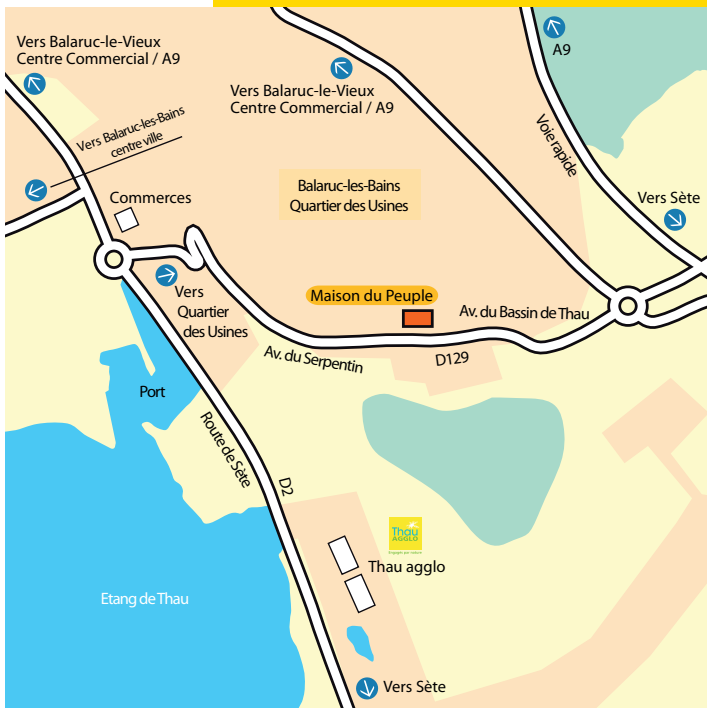 Vers Balaruc-le-Vieux
Centre Commercial / A9
Vers Balaruc-le-Vieux
Centre Commercial / A9
A9
Voie rapide
Vers Balaruc-les-Bains
centre ville
Commerces
Balaruc-les-Bains
Quartier des Usines
Vers Sète
Vers
Quartier
des Usines
Maison du Peuple
Av. du Bassin de Thau
Av. du Serpentin
D129
Port
Route de Sète
D2
Thau
AGGLO
Engagés par nature
Thau agglo
Etang de Thau
Vers Sète